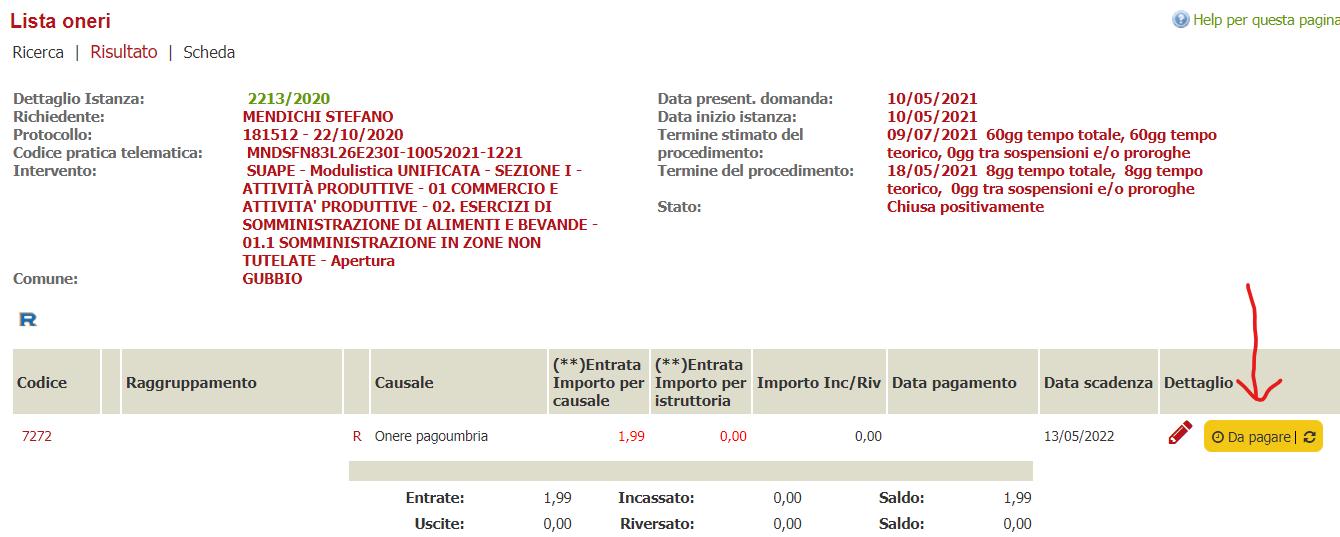 Lista oneri
Help per questa pagina
Ricerca | Risultato | Scheda
Dettaglio Istanza: 2213/2020
Richiedente: MENDICHI STEFANO
Protocollo: 181512 - 22/10/2020
Codice pratica telematica: MNDSFN83L26E230I-10052021-1221
Intervento: SUAPE - Modulistica UNIFICATA - SEZIONE I -
ATTIVITÀ PRODUTTIVE - 01 COMMERCIO E
ATTIVITA' PRODUTTIVE - 02. ESERCIZI DI
SOMMINISTRAZIONE DI ALIMENTI E BEVANDE -
01.1 SOMMINISTRAZIONE IN ZONE NON
TUTELATE - Apertura
Comune: GUBBIO
Data present. domanda: 10/05/2021
Data inizio istanza: 10/05/2021
Termine stimato del 09/07/2021 60gg tempo totale, 60gg tempo
procedimento: teorico, 0gg tra sospensioni e/o proroghe
Termine del procedimento: 18/05/2021 8gg tempo totale, 8gg tempo
teorico, 0gg tra sospensioni e/o proroghe
Stato: Chiusa positivamente
R
Codice
Raggruppamento
Causale
(**)Entrata
Importo per
causale
(**)Entrata
Importo per
istruttoria
Importo Inc/Riv
Data pagamento
Data scadenza
Dettaglio
7272 R Onere pagoumbria 1,99 0,00 0,00 13/05/2022 Da pagare |
Entrate: 1,99 Incassato: 0,00 Saldo: 1,99
Uscite: 0,00 Riversato: 0,00 Saldo: 0,00